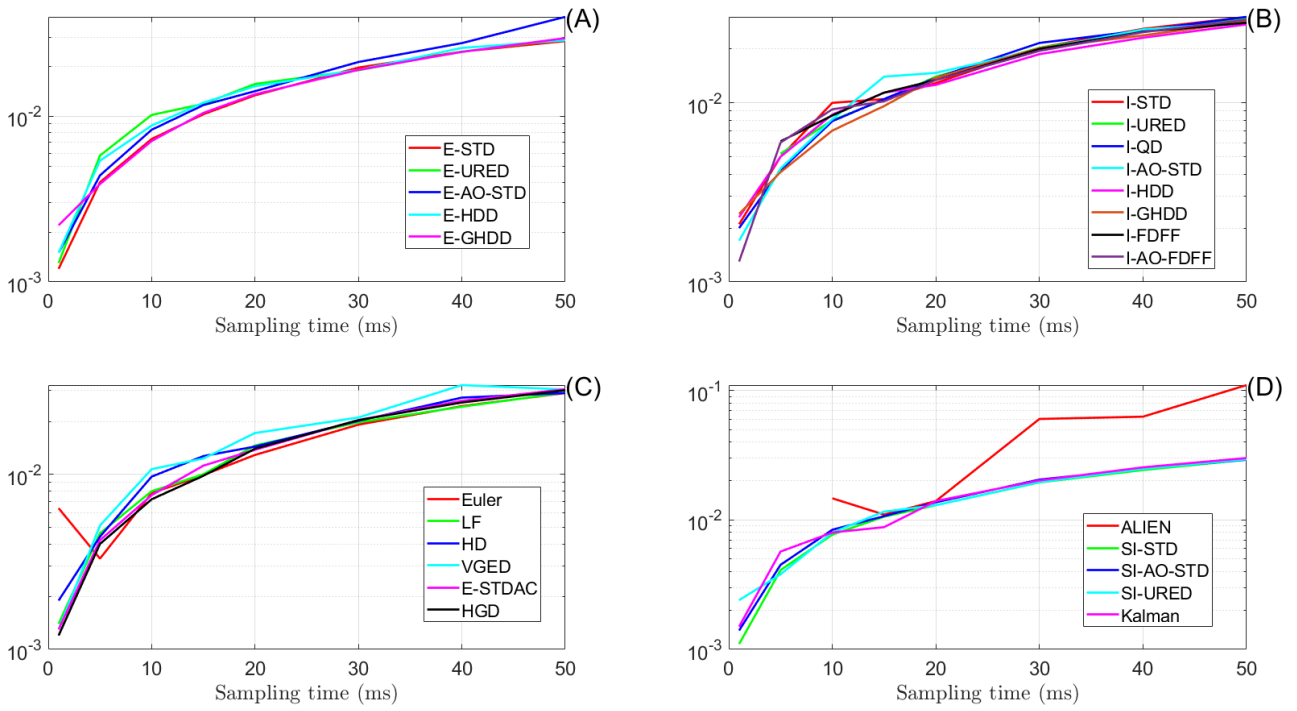 (A)
10^-2
10^-3
E-STD
E-URED
E-AO-STD
E-HDD
E-GHDD
0 10 20 30 40 50
Sampling time (ms)
(B)
10^-2
10^-3
I-STD
I-URED
I-QD
I-AO-STD
I-HDD
I-GHDD
I-FDFF
I-AO-FDFF
0 10 20 30 40 50
Sampling time (ms)
(C)
10^-2
10^-3
Euler
LF
HD
VGED
E-STDAC
HGD
0 10 20 30 40 50
Sampling time (ms)
(D)
10^-1
10^-2
10^-3
ALIEN
SI-STD
SI-AO-STD
SI-URED
Kalman
0 10 20 30 40 50
Sampling time (ms)